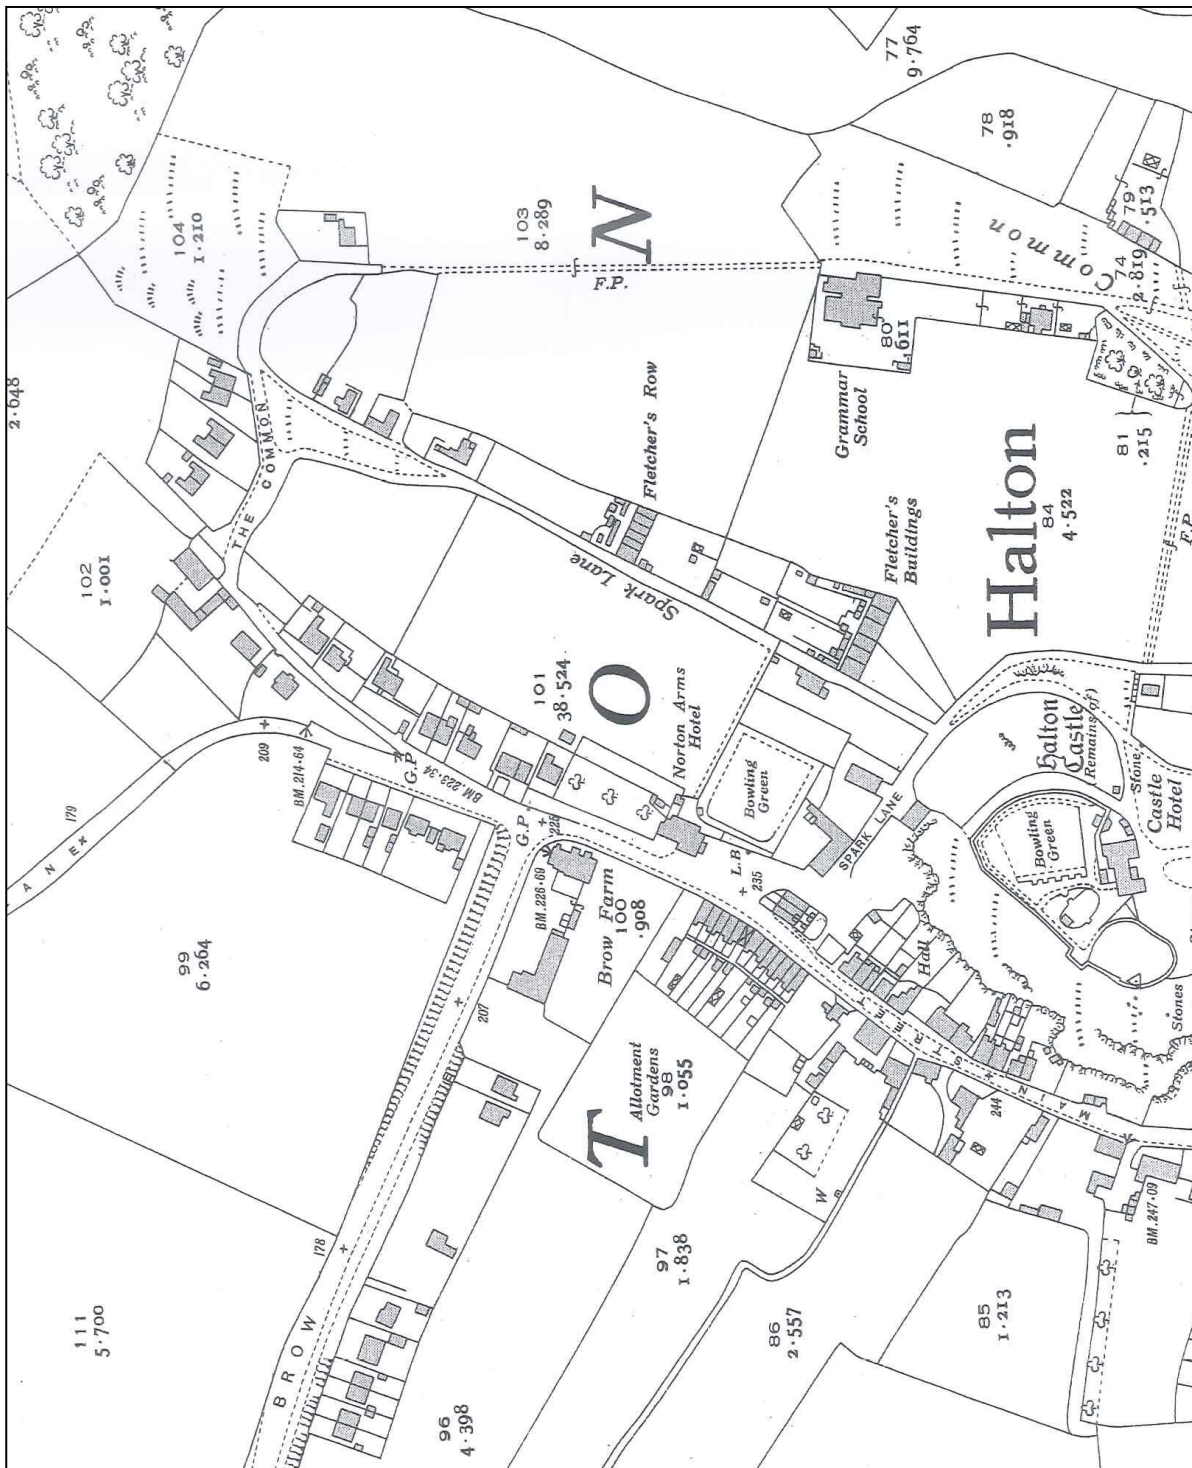 2.048
77
9.764
78
.918
79
.513
74
2.819
Common
104
1.210
103
8.289
N
F.P.
80
.611
Grammar
School
81
.215
84
4.522
Halton
F.P.
THE COMMON
102
1.001
Fletcher's Row
Spark Lane
Fletcher's
Buildings
101
38.524
O
Norton Arms
Hotel
Bowling
Green
SPARK LANE
Halton
Castle
(Remains of)
Stone
Castle
Hotel
Bowling
Green
Stones
179
209
BM.214.64
G.P.
BM.223.34
G.P.
225
L.B
235
BM.226.69
Brow Farm
100
.908
Hall
99
6.264
207
Allotment
Gardens
98
1.055
T
MAIN STREET
244
BM.247.09
W
178
BROW
97
1.838
86
2.557
85
1.213
111
5.700
96
4.398